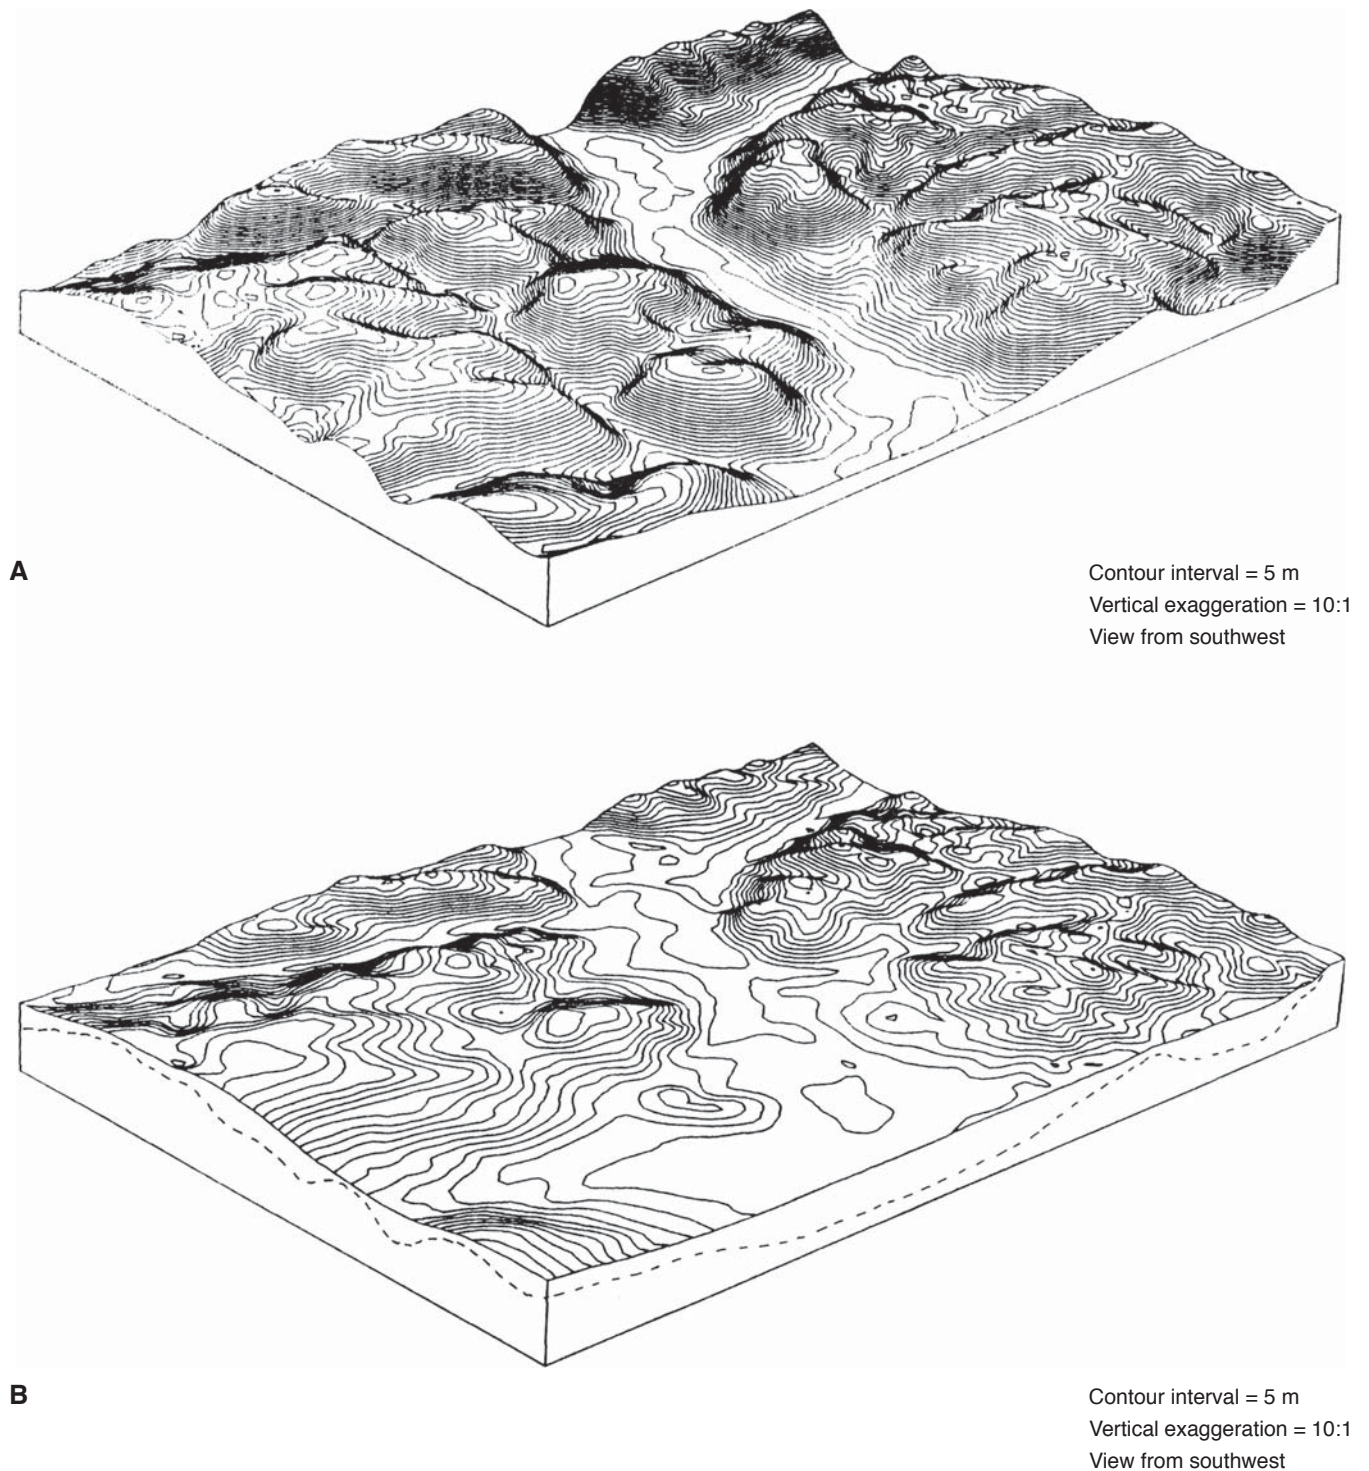 A
Contour interval = 5 m
Vertical exaggeration = 10:1
View from southwest
B
Contour interval = 5 m
Vertical exaggeration = 10:1
View from southwest